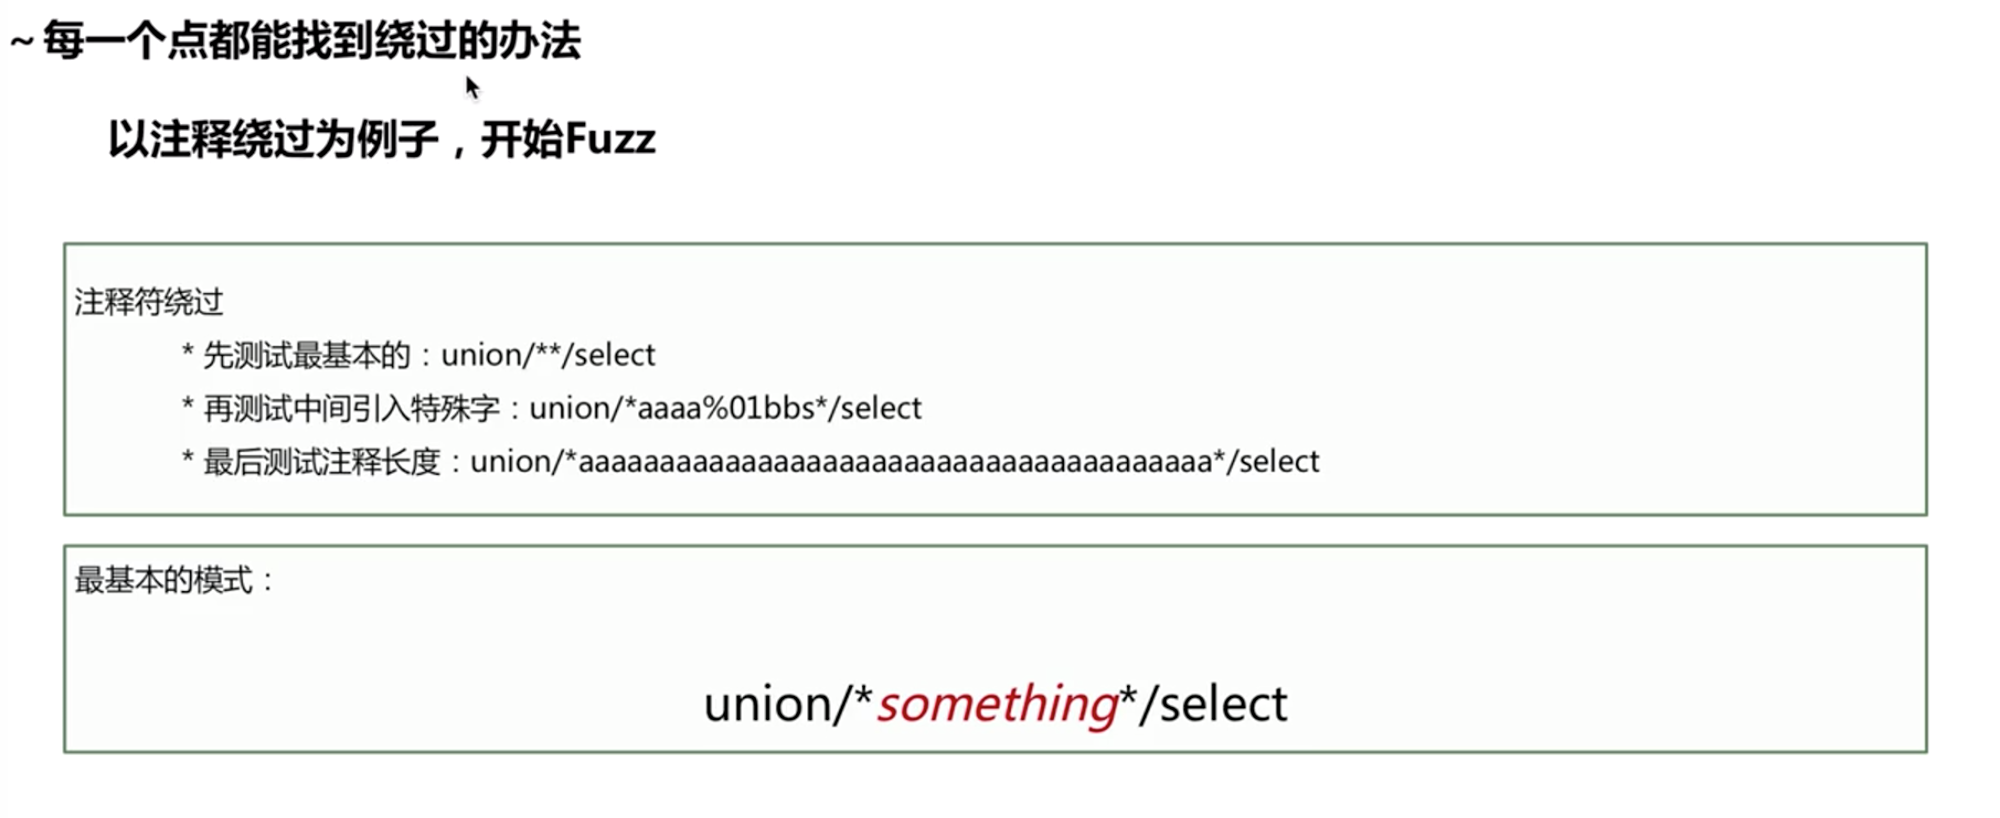 ~ 每一个点都能找到绕过的办法
以注释绕过为例子，开始Fuzz
注释符绕过
* 先测试最基本的：union/**/select
* 再测试中间引入特殊字：union/*aaaa%01bbs*/select
* 最后测试注释长度：union/*aaaaaaaaaaaaaaaaaaaaaaaaaaaaaaaaaaaaaaa*/select
最基本的模式：
union/*something*/select